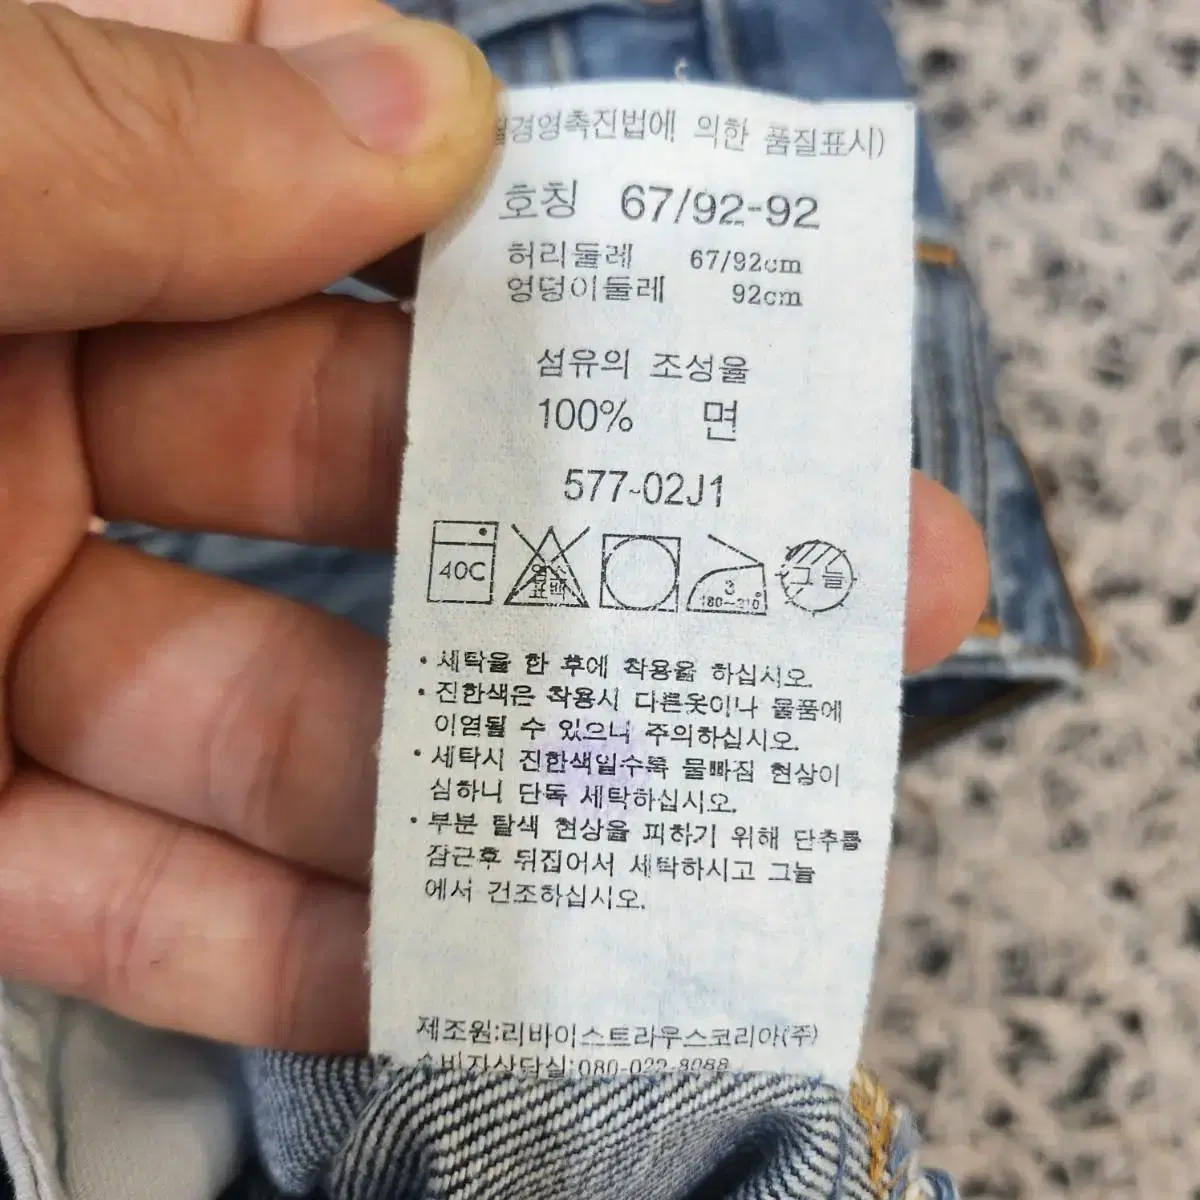 질경영촉진법에 의한 품질표시)
호칭 67/92-92
허리둘레 67/92cm
엉덩이둘레 92cm
섬유의 조성율
100% 면
577-02J1
40C
염소
표백
3
180~210°
그늘
• 세탁을 한 후에 착용을 하십시오.
• 진한색은 착용시 다른옷이나 물품에
이염될 수 있으니 주의하십시오.
• 세탁시 진한색일수록 물빠짐 현상이
심하니 단독 세탁하십시오.
• 부분 탈색 현상을 피하기 위해 단추를
잠근후 뒤집어서 세탁하시고 그늘
에서 건조하십시오.
제조원:리바이스트라우스코리아(주)
소비자상담실:080-022-8088